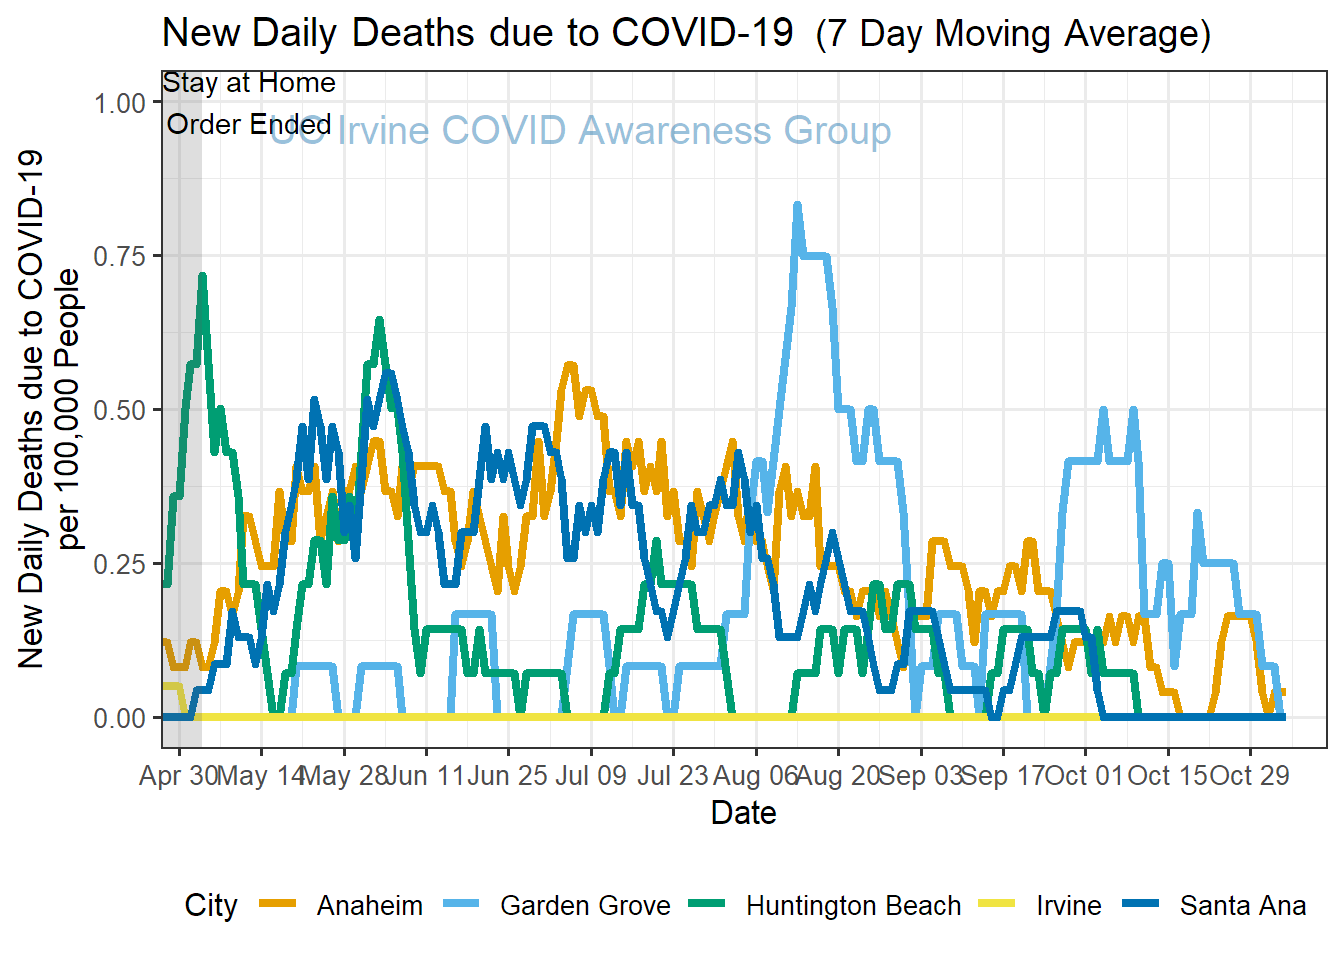 New Daily Deaths due to COVID-19 (7 Day Moving Average)
Stay at Home
Order Ended
UC Irvine COVID Awareness Group
New Daily Deaths due to COVID-19
per 100,000 People
1.00
0.75
0.50
0.25
0.00
Apr 30 May 14 May 28 Jun 11 Jun 25 Jul 09 Jul 23 Aug 06 Aug 20 Sep 03 Sep 17 Oct 01 Oct 15 Oct 29
Date
City Anaheim Garden Grove Huntington Beach Irvine Santa Ana